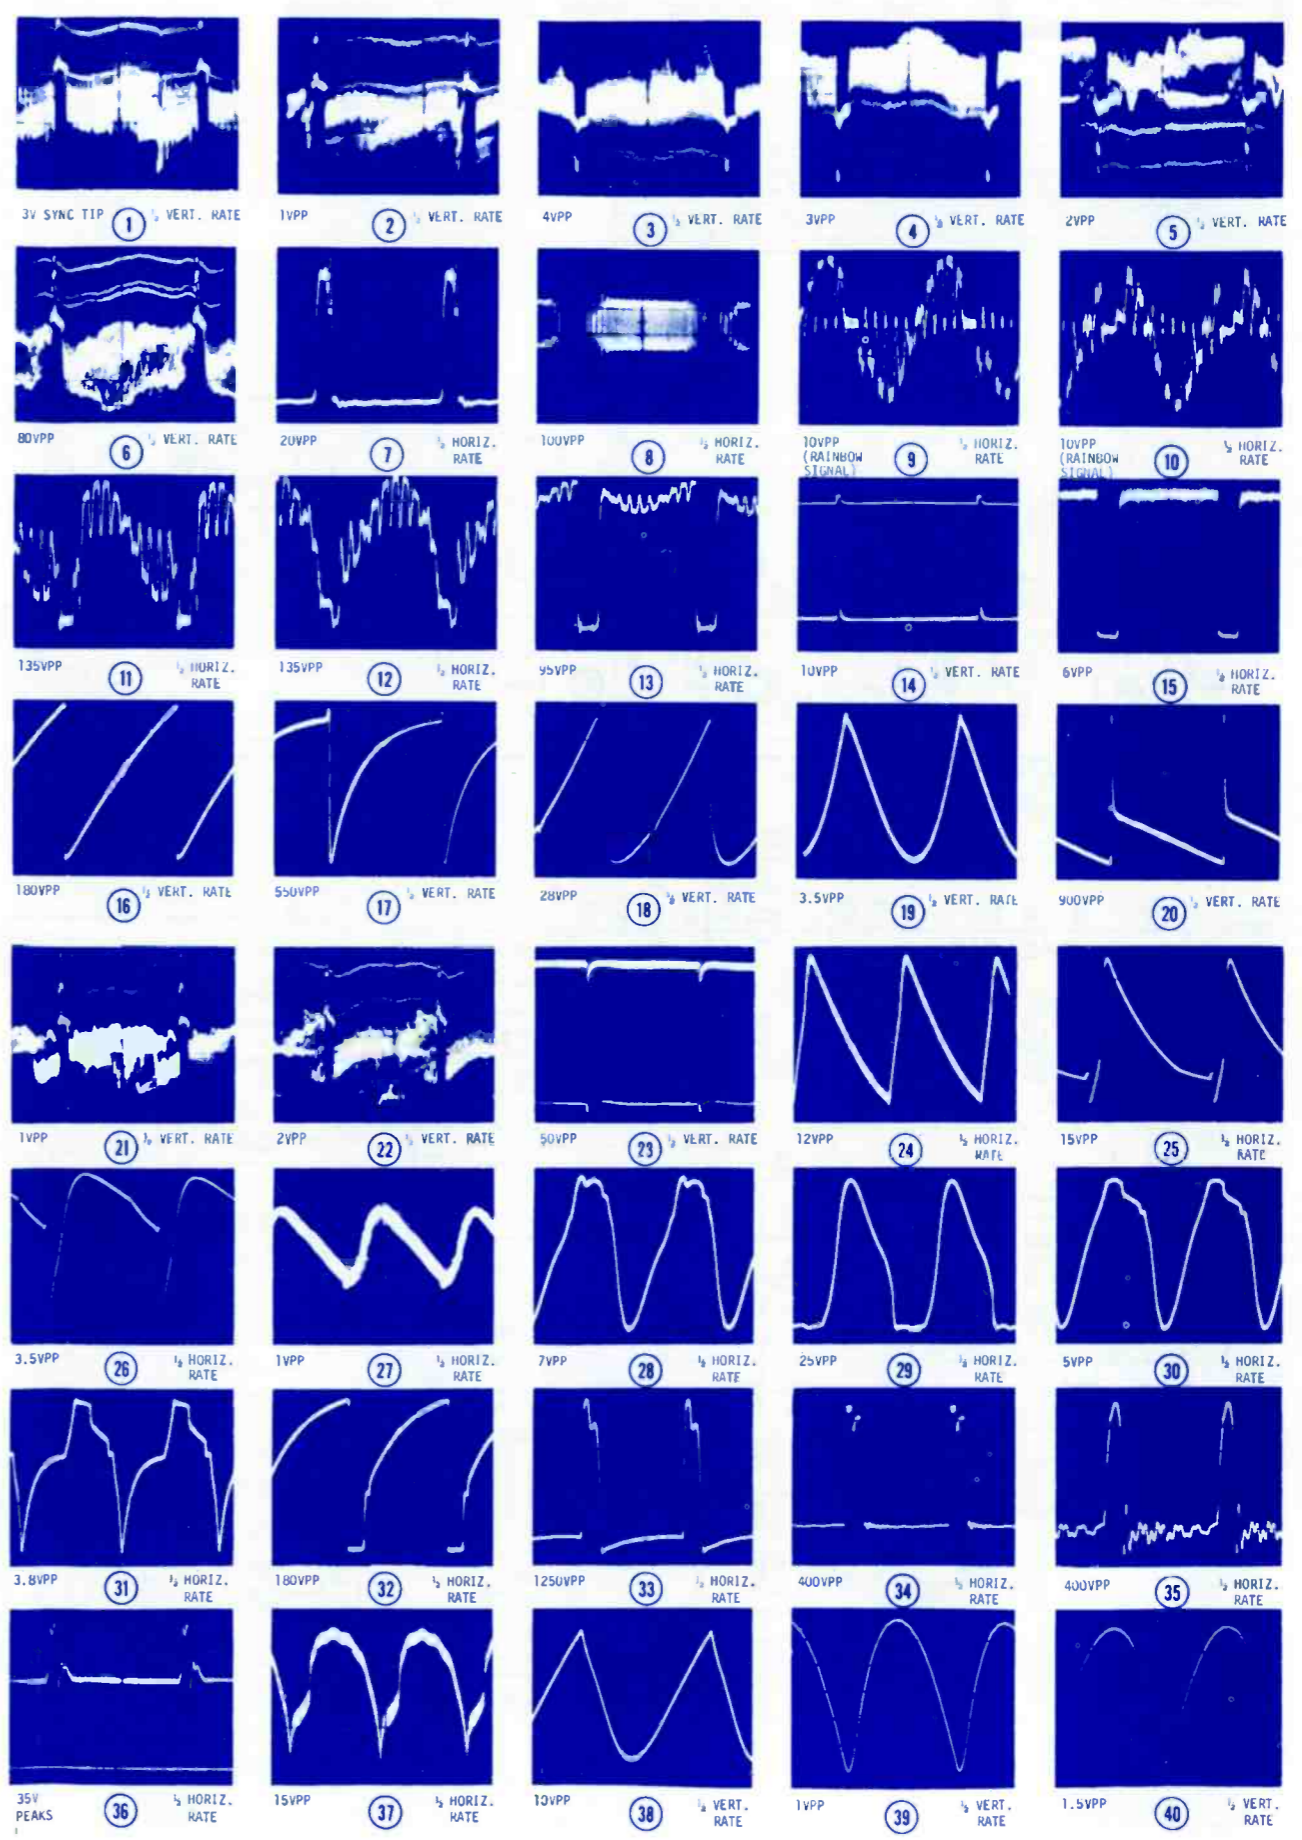 3V SYNC TIP 1 ½ VERT. RATE
1VPP 2 ½ VERT. RATE
4VPP 3 ½ VERT. RATE
3VPP 4 ½ VERT. RATE
2VPP 5 ½ VERT. RATE
80VPP 6 ½ VERT. RATE
20VPP 7 ½ HORIZ.
RATE
100VPP 8 ½ HORIZ.
RATE
10VPP 9 ½ HORIZ.
(RAINBOW RATE
SIGNAL)
10VPP 10 ½ HORIZ.
(RAINBOW RATE
SIGNAL)
135VPP 11 ½ HORIZ.
RATE
135VPP 12 ½ HORIZ.
RATE
95VPP 13 ½ HORIZ.
RATE
10VPP 14 ½ VERT. RATE
6VPP 15 ½ HORIZ.
RATE
180VPP 16 ½ VERT. RATE
550VPP 17 ½ VERT. RATE
28VPP 18 ½ VERT. RATE
3.5VPP 19 ½ VERT. RATE
900VPP 20 ½ VERT. RATE
1VPP 21 ½ VERT. RATE
2VPP 22 ½ VERT. RATE
50VPP 23 ½ VERT. RATE
12VPP 24 ½ HORIZ.
RATE
15VPP 25 ½ HORIZ.
RATE
3.5VPP 26 ½ HORIZ.
RATE
1VPP 27 ½ HORIZ.
RATE
7VPP 28 ½ HORIZ.
RATE
25VPP 29 ½ HORIZ.
RATE
5VPP 30 ½ HORIZ.
RATE
3.8VPP 31 ½ HORIZ.
RATE
180VPP 32 ½ HORIZ.
RATE
1250VPP 33 ½ HORIZ.
RATE
400VPP 34 ½ HORIZ.
RATE
400VPP 35 ½ HORIZ.
RATE
35V 36 ½ HORIZ.
PEAKS RATE
15VPP 37 ½ HORIZ.
RATE
10VPP 38 ½ VERT.
RATE
1VPP 39 ½ VERT.
RATE
1.5VPP 40 ½ VERT.
RATE